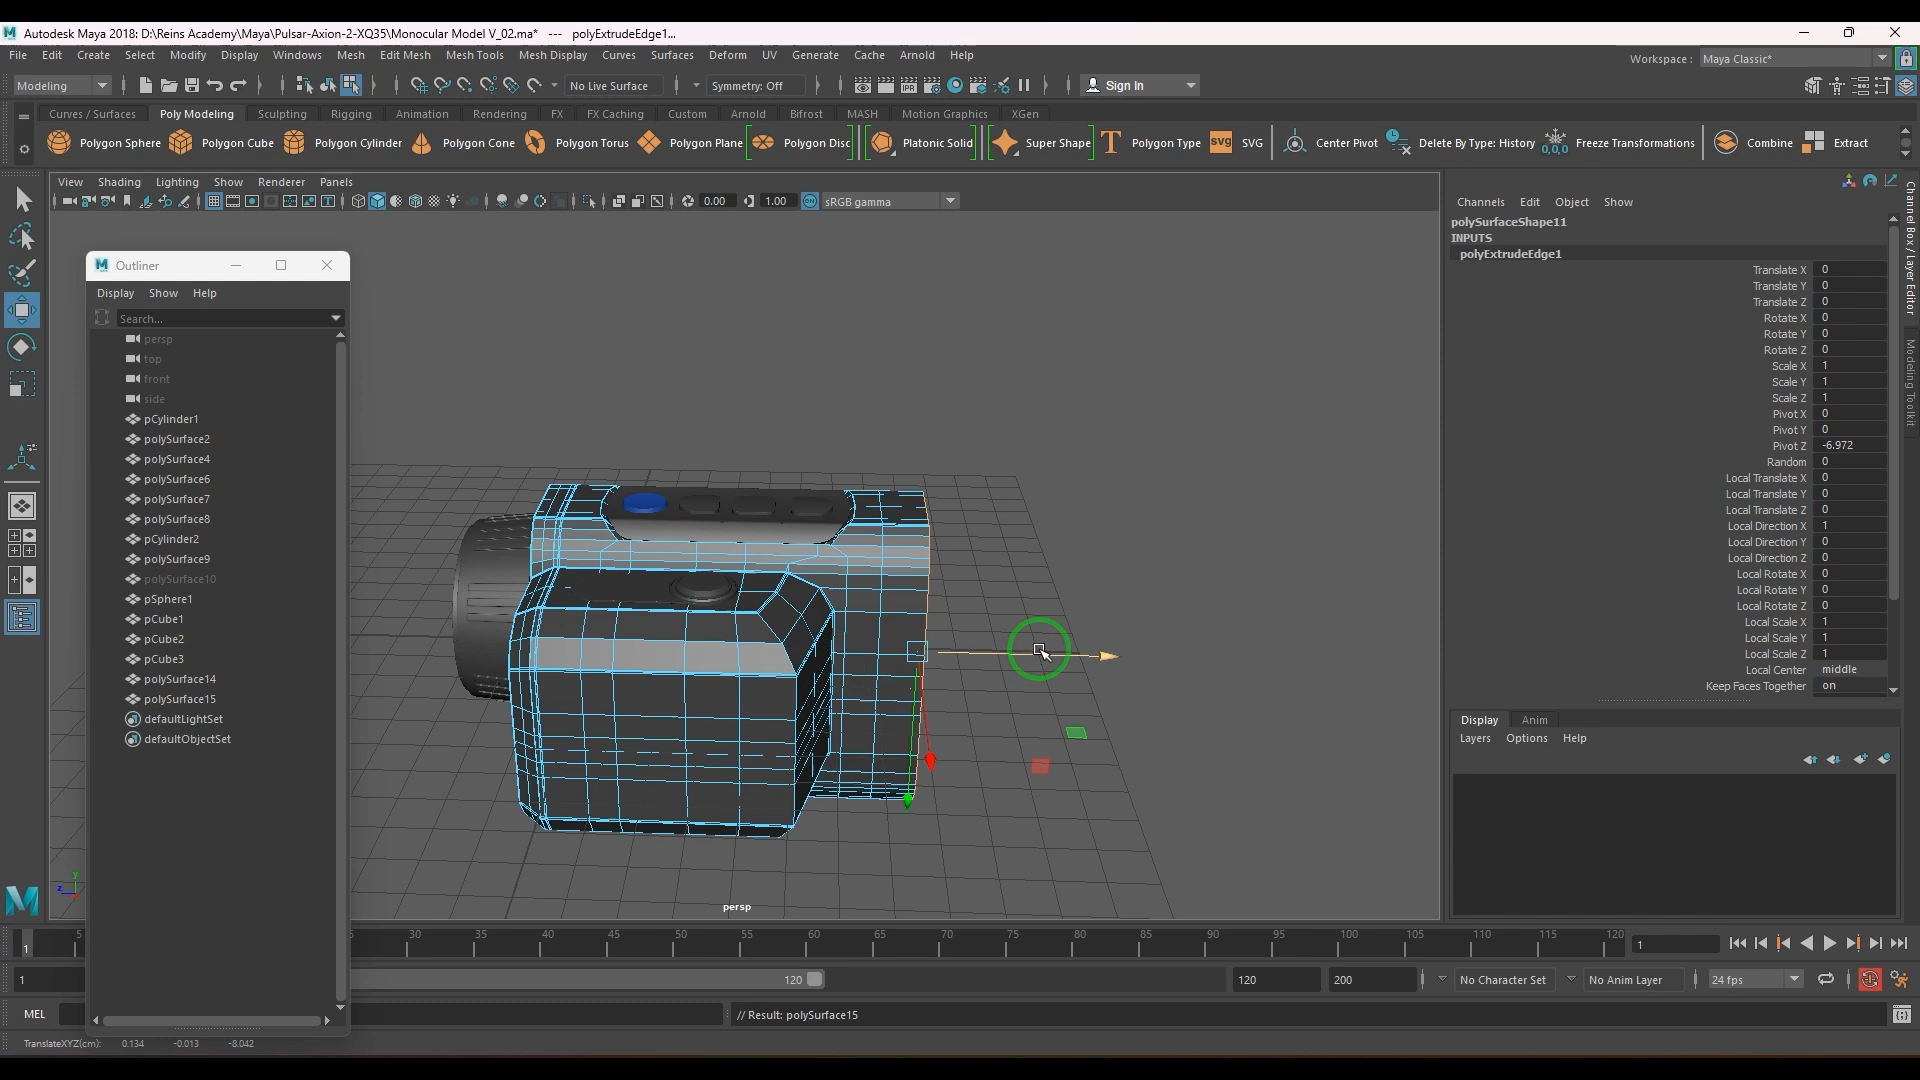 Autodesk Maya 2018: D:\Reins Academy\Maya\Pulsar-Axion-2-XQ35\Monocular Model V_02.ma* --- polyExtrudeEdge1...
File Edit Create Select Modify Display Windows Mesh Edit Mesh Mesh Tools Mesh Display Curves Surfaces Deform UV Generate Cache Arnold Help
Workspace : Maya Classic*
Modeling No Live Surface Symmetry: Off Sign In
Curves / Surfaces Poly Modeling Sculpting Rigging Animation Rendering FX FX Caching Custom Arnold Bifrost MASH Motion Graphics XGen
Polygon Sphere Polygon Cube Polygon Cylinder Polygon Cone Polygon Torus Polygon Plane Polygon Disc Platonic Solid Super Shape Polygon Type SVG SVG Center Pivot Delete By Type: History 0,0,0 Freeze Transformations Combine Extract
View Shading Lighting Show Renderer Panels
0.00 1.00 ON sRGB gamma
Channels Edit Object Show
polySurfaceShape11
INPUTS
polyExtrudeEdge1
Translate X 0
Translate Y 0
Translate Z 0
Rotate X 0
Rotate Y 0
Rotate Z 0
Scale X 1
Scale Y 1
Scale Z 1
Pivot X 0
Pivot Y 0
Pivot Z -6.972
Random 0
Local Translate X 0
Local Translate Y 0
Local Translate Z 0
Local Direction X 1
Local Direction Y 0
Local Direction Z 0
Local Rotate X 0
Local Rotate Y 0
Local Rotate Z 0
Local Scale X 1
Local Scale Y 1
Local Scale Z 1
Local Center middle
Keep Faces Together on
Channel Box / Layer Editor
Modeling Toolkit
Outliner
Display Show Help
Search...
persp
top
front
side
pCylinder1
polySurface2
polySurface4
polySurface6
polySurface7
polySurface8
pCylinder2
polySurface9
polySurface10
pSphere1
pCube1
pCube2
pCube3
polySurface14
polySurface15
defaultLightSet
defaultObjectSet
Display Anim
Layers Options Help
y
z
persp
1 5 30 35 40 45 50 55 60 65 70 75 80 85 90 95 100 105 110 115 120 1
1 120 120 200 No Character Set No Anim Layer 24 fps
MEL // Result: polySurface15
TranslateXYZ(cm): 0.134 -0.013 -8.042